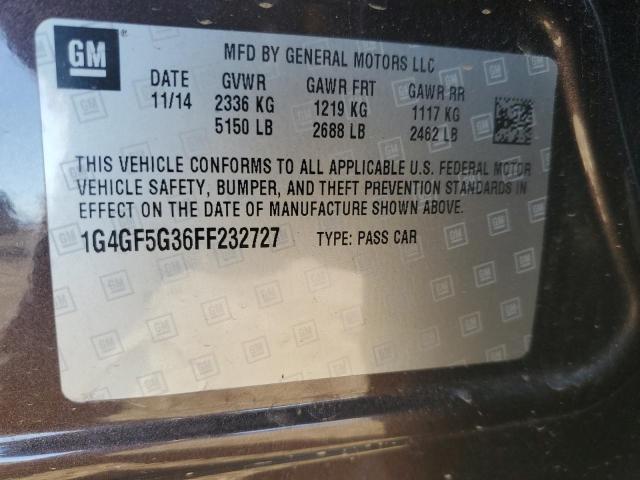 GM
MFD BY GENERAL MOTORS LLC
DATE GVWR GAWR FRT GAWR RR
11/14 2336 KG 1219 KG 1117 KG
5150 LB 2688 LB 2462 LB
THIS VEHICLE CONFORMS TO ALL APPLICABLE U.S. FEDERAL MOTOR
VEHICLE SAFETY, BUMPER, AND THEFT PREVENTION STANDARDS IN
EFFECT ON THE DATE OF MANUFACTURE SHOWN ABOVE.
1G4GF5G36FF232727 TYPE: PASS CAR